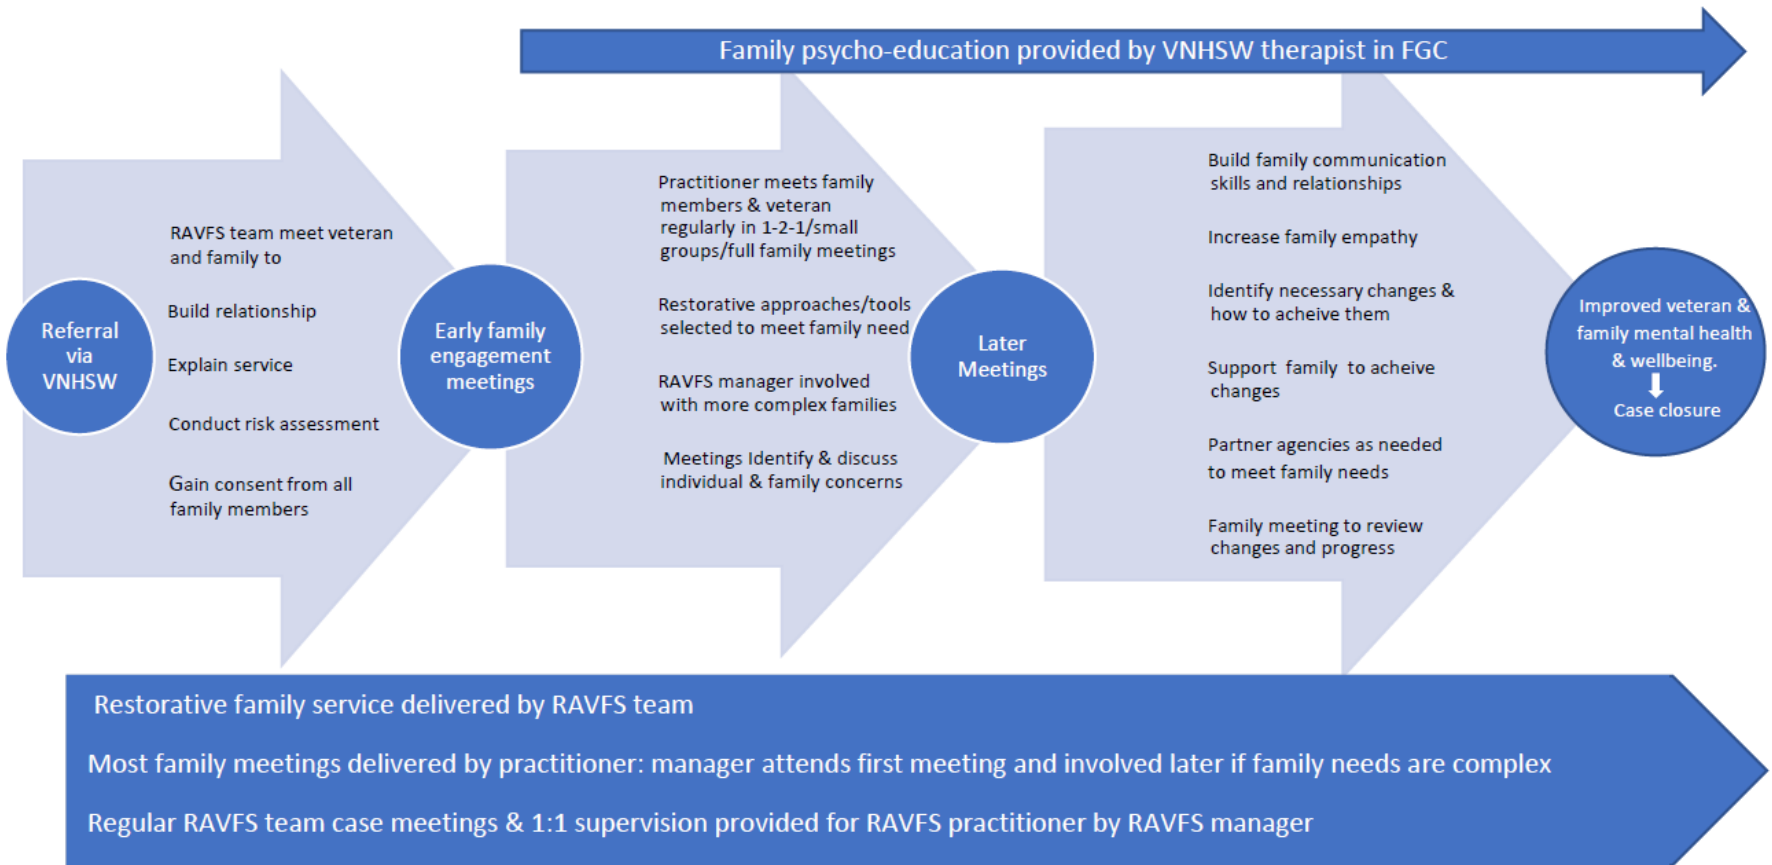 Family psycho-education provided by VNHSW therapist in FGC
Referral
via
VNHSW
RAVFS team meet veteran
and family to
Build relationship
Explain service
Conduct risk assessment
Gain consent from all
family members
Early family
engagement
meetings
Practitioner meets family
members & veteran
regularly in 1-2-1/small
groups/full family meetings
Restorative approaches/tools
selected to meet family need
RAVFS manager involved
with more complex families
Meetings Identify & discuss
individual & family concerns
Later
Meetings
Build family communication
skills and relationships
Increase family empathy
Identify necessary changes &
how to acheive them
Support family to acheive
changes
Partner agencies as needed
to meet family needs
Family meeting to review
changes and progress
Improved veteran &
family mental health
& wellbeing.
Case closure
Restorative family service delivered by RAVFS team
Most family meetings delivered by practitioner: manager attends first meeting and involved later if family needs are complex
Regular RAVFS team case meetings & 1:1 supervision provided for RAVFS practitioner by RAVFS manager